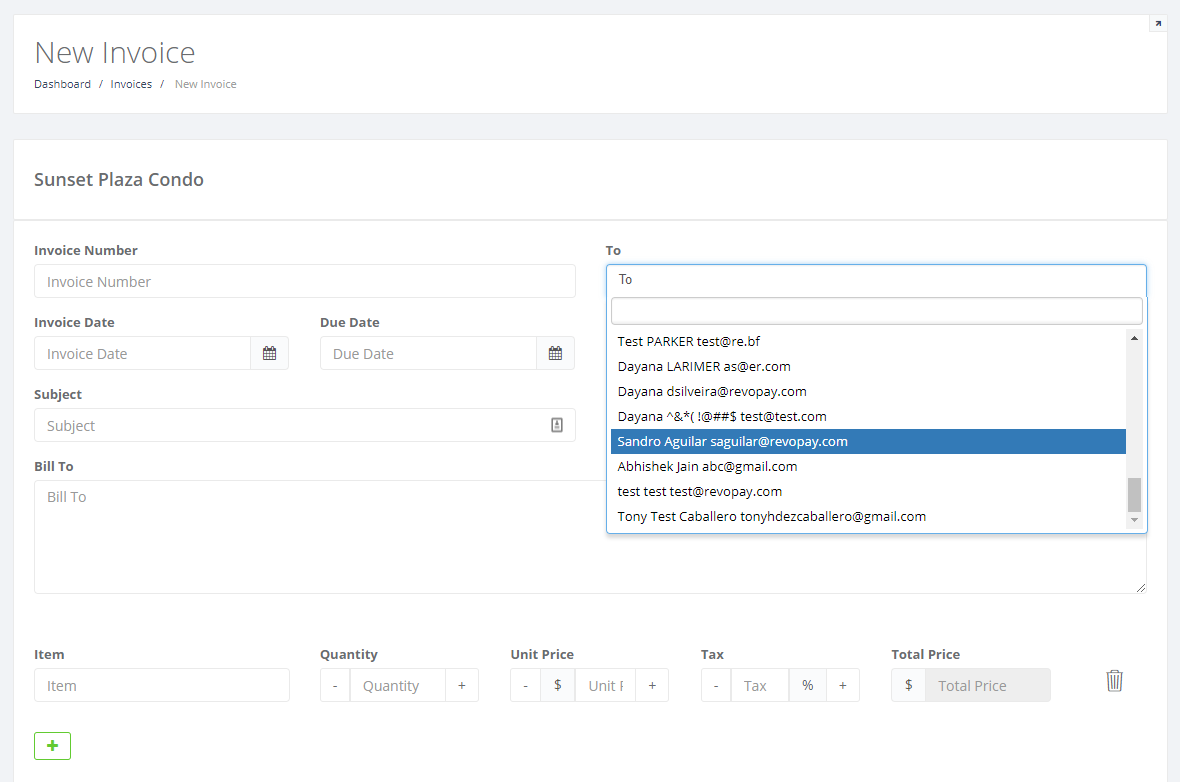 New Invoice
Dashboard / Invoices / New Invoice
Sunset Plaza Condo
Invoice Number
Invoice Number
To
To
Test PARKER test@re.bf
Dayana LARIMER as@er.com
Dayana dsilveira@revopay.com
Dayana ^&*( !@##$ test@test.com
Sandro Aguilar saguilar@revopay.com
Abhishek Jain abc@gmail.com
test test test@revopay.com
Tony Test Caballero tonyhdezcaballero@gmail.com
Invoice Date Due Date
Invoice Date Due Date
Subject
Subject
Bill To
Bill To
Item Quantity Unit Price Tax Total Price
Item - Quantity + - $ Unit F + - Tax % + $ Total Price
+